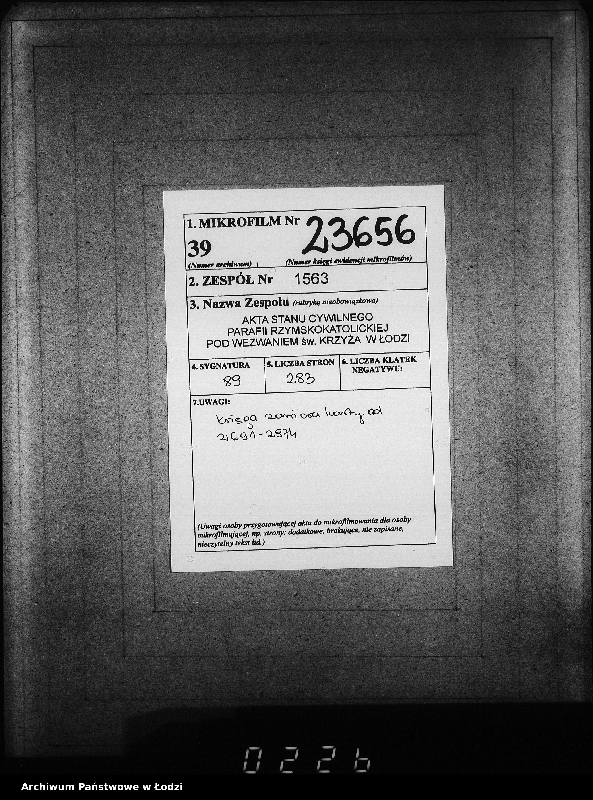 1. MIKROFILM Nr 23656
39
(Numer archiwum) (Numer księgi ewidencji mikrofilmów)
2. ZESPÓŁ Nr 1563
3. Nazwa Zespołu (rubryka nieobowiązkowa)
AKTA STANU CYWILNEGO
PARAFII RZYMSKOKATOLICKIEJ
POD WEZWANIEM św. KRZYŻA W ŁODZI
4. SYGNATURA 5. LICZBA STRON 6. LICZBA KLATEK
NEGATYWU:
89 283
7.UWAGI:
księga od
(Uwagi osoby przygotowującej akta do mikrofilmowania dla osoby
mikrofilmującej, np. strony: dodatkowe, brakujące, nie zapisane,
nieczytelny tekst itd.)
0226
Archiwum Państwowe w Łodzi